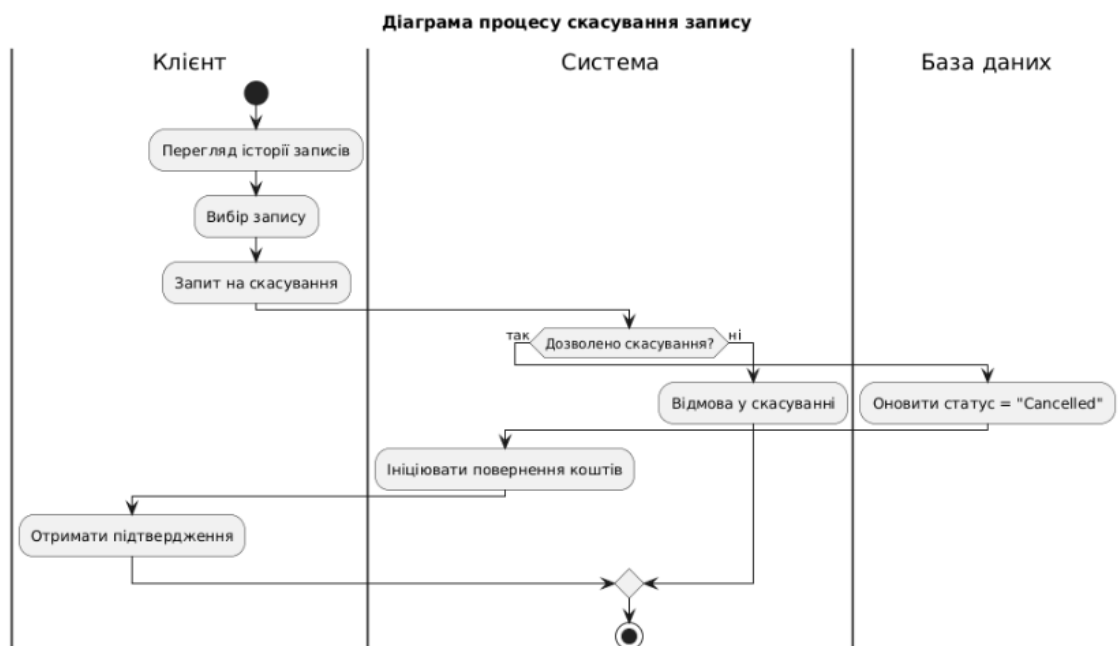 Діаграма процесу скасування запису
Клієнт
Система
База даних
Перегляд історії записів
Вибір запису
Запит на скасування
так
Дозволено скасування?
ні
Відмова у скасуванні
Оновити статус = "Cancelled"
Ініціювати повернення коштів
Отримати підтвердження